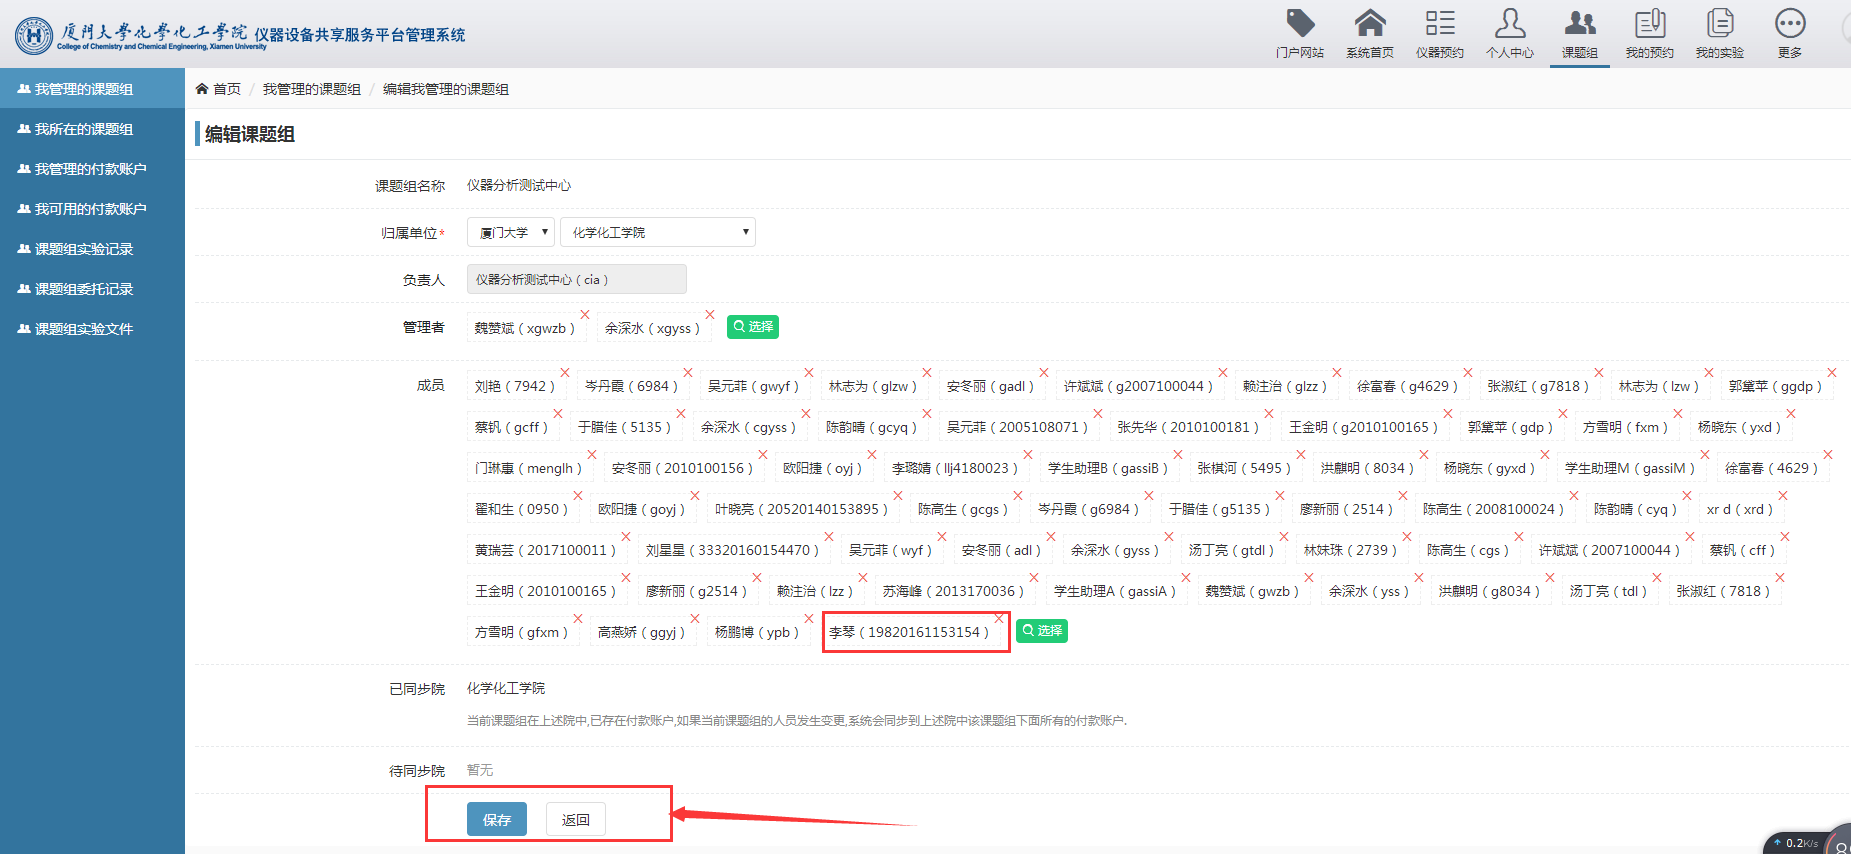 厦门大学化学化工学院 仪器设备共享服务平台管理系统
College of Chemistry and Chemical Engineering, Xiamen University
门户网站 系统首页 仪器预约 个人中心 课题组 我的预约 我的实验 更多
我管理的课题组
我所在的课题组
我管理的付款账户
我可用的付款账户
课题组实验记录
课题组委托记录
课题组实验文件
首页 / 我管理的课题组 / 编辑我管理的课题组
编辑课题组
课题组名称 仪器分析测试中心
归属单位* 厦门大学 化学化工学院
负责人 仪器分析测试中心（cia）
管理者 魏赞斌（xgwzb） 余深水（xgyss） 选择
成员 刘艳（7942） 岑丹霞（6984） 吴元菲（gwyf） 林志为（glzw） 安冬丽（gadl） 许斌斌（g2007100044） 赖注治（glzz） 徐富春（g4629） 张淑红（g7818） 林志为（lzw） 郭黛苹（ggdp）
蔡钒（gcff） 于腊佳（5135） 余深水（cgyss） 陈韵晴（gcyq） 吴元菲（2005108071） 张先华（2010100181） 王金明（g2010100165） 郭黛苹（gdp） 方雪明（fxm） 杨晓东（yxd）
门琳惠（menglh） 安冬丽（2010100156） 欧阳捷（oyj） 李璐婧（llj4180023） 学生助理B（gassiB） 张棋河（5495） 洪麒明（8034） 杨晓东（gyxd） 学生助理M（gassiM） 徐富春（4629）
翟和生（0950） 欧阳捷（goyj） 叶晓亮（20520140153895） 陈高生（gcgs） 岑丹霞（g6984） 于腊佳（g5135） 廖新丽（2514） 陈高生（2008100024） 陈韵晴（cyq） xr d（xrd）
黄瑞芸（2017100011） 刘星星（33320160154470） 吴元菲（wyf） 安冬丽（adl） 余深水（gyss） 汤丁亮（gtdl） 林妹珠（2739） 陈高生（cgs） 许斌斌（2007100044） 蔡钒（cff）
王金明（2010100165） 廖新丽（g2514） 赖注治（lzz） 苏海峰（2013170036） 学生助理A（gassiA） 魏赞斌（gwzb） 余深水（yss） 洪麒明（g8034） 汤丁亮（tdl） 张淑红（7818）
方雪明（gfxm） 高燕娇（ggyj） 杨鹏博（ypb） 李琴（19820161153154） 选择
已同步院 化学化工学院
当前课题组在上述院中,已存在付款账户,如果当前课题组的人员发生变更,系统会同步到上述院中该课题组下面所有的付款账户.
待同步院 暂无
保存 返回
0.2K/s